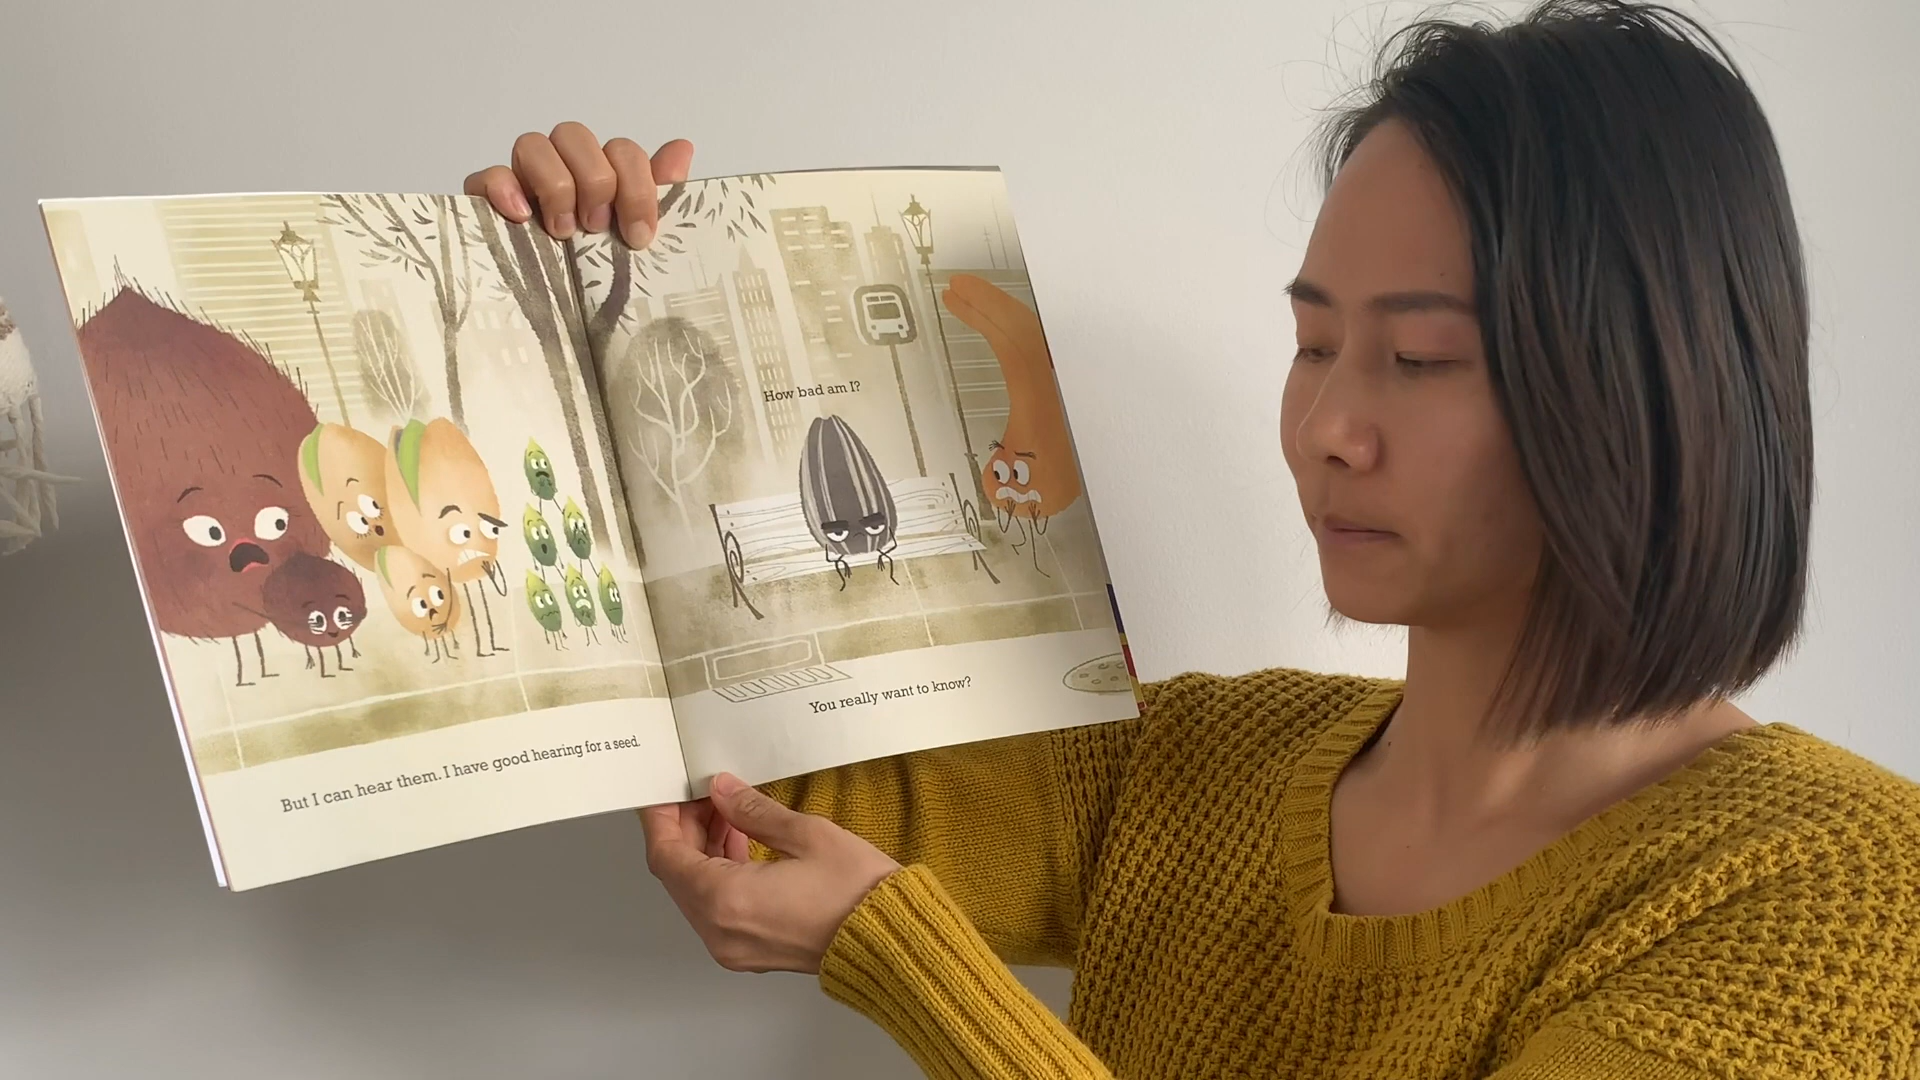 But I can hear them. I have good hearing for a seed.
How bad am I?
You really want to know?